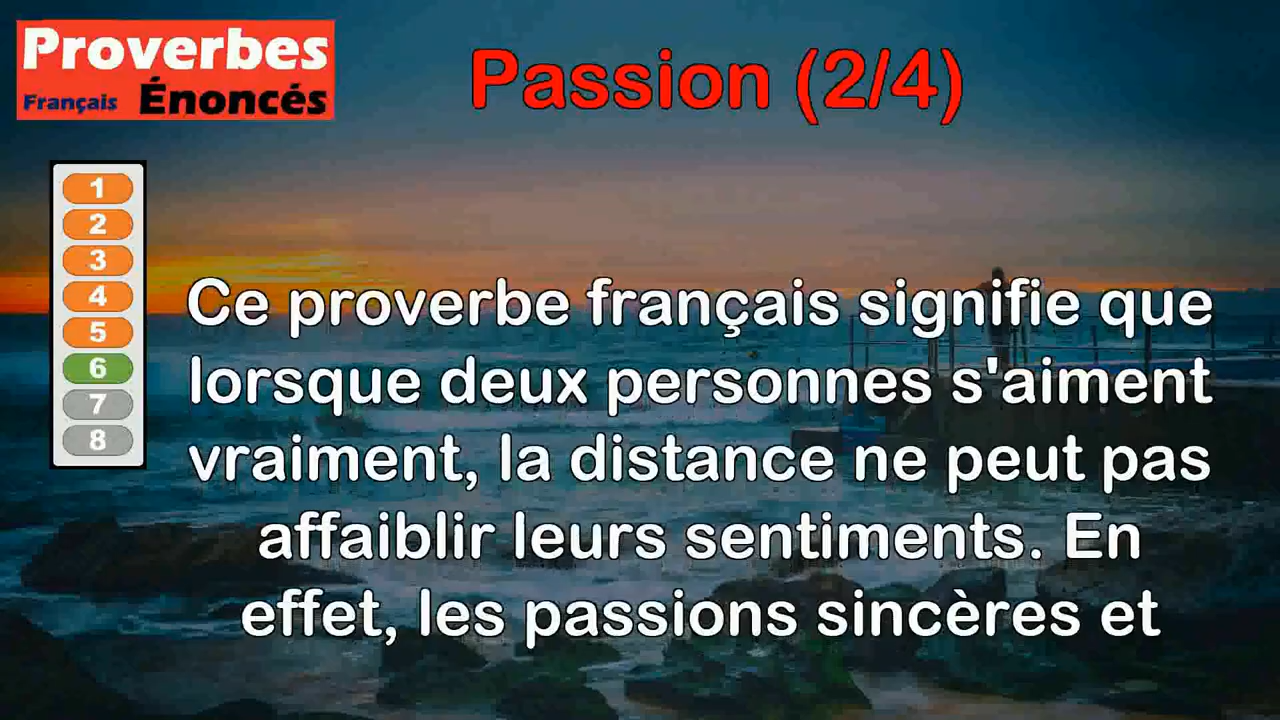 Proverbes
Français Énoncés
Passion (2/4)
1
2
3
4
5
6
7
8
Ce proverbe français signifie que
lorsque deux personnes s'aiment
vraiment, la distance ne peut pas
affaiblir leurs sentiments. En
effet, les passions sincères et